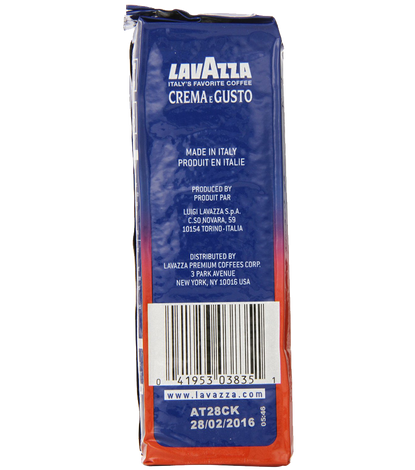 LAVAZZA
ITALY'S FAVORITE COFFEE
CREMA E GUSTO
MADE IN ITALY
PRODUIT EN ITALIE
PRODUCED BY
PRODUIT PAR
LUIGI LAVAZZA S.p.A.
C.SO NOVARA, 59
10154 TORINO-ITALIA
DISTRIBUTED BY
LAVAZZA PREMIUM COFFEES CORP.
3 PARK AVENUE
NEW YORK, NY 10016 USA
0 41953 03835 1
www.lavazza.com
AT28CK
28/02/2016
05:46